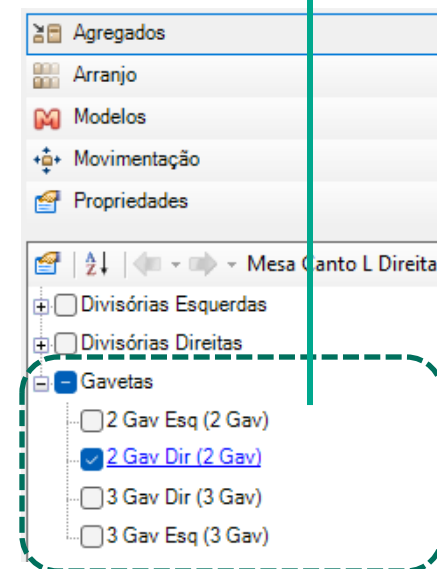 Agregados
Arranjo
Modelos
Movimentação
Propriedades
Mesa Canto L Direita
Divisórias Esquerdas
Divisórias Direitas
Gavetas
2 Gav Esq (2 Gav)
2 Gav Dir (2 Gav)
3 Gav Dir (3 Gav)
3 Gav Esq (3 Gav)